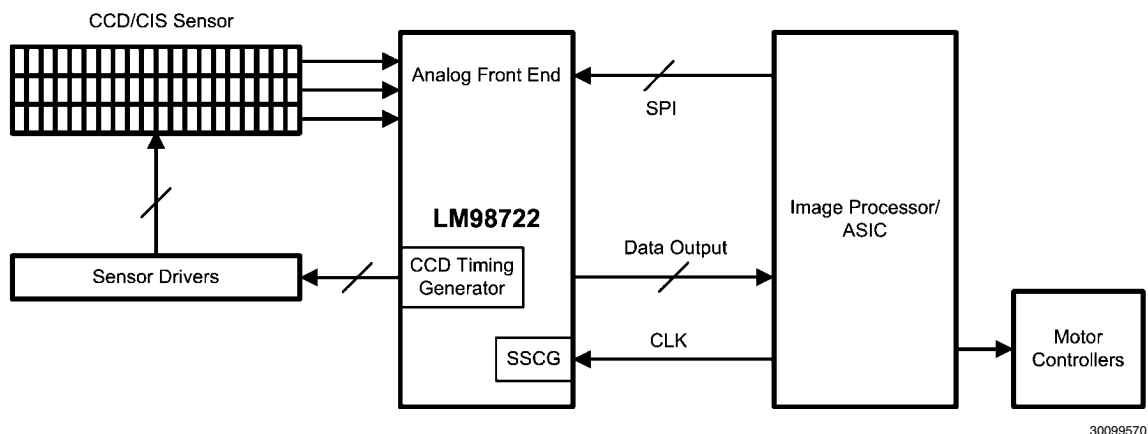 CCD/CIS Sensor
Analog Front End
SPI
LM98722
Image Processor/
ASIC
Data Output
Sensor Drivers
CCD Timing
Generator
CLK
SSCG
Motor
Controllers
30099570